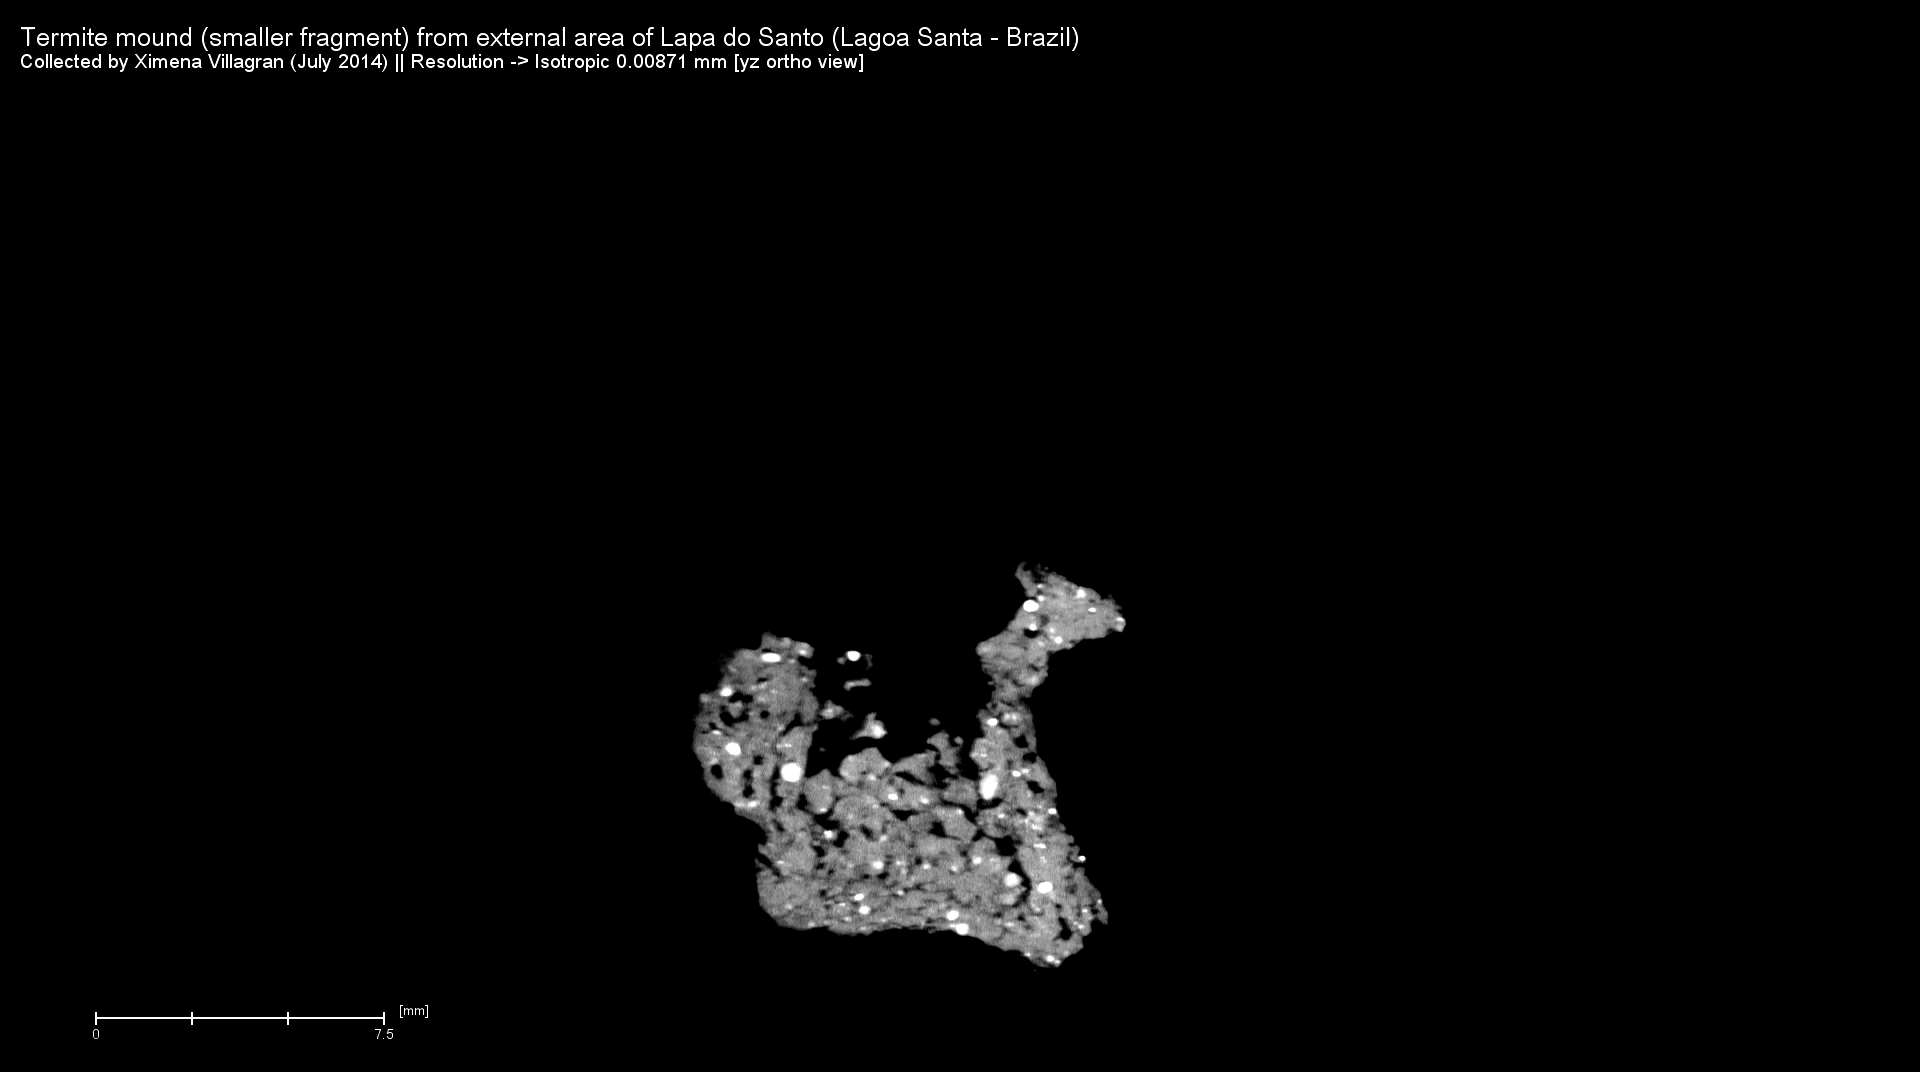 Termite mound (smaller fragment) from external area of Lapa do Santo (Lagoa Santa - Brazil)
Collected by Ximena Villagran (July 2014) || Resolution -> Isotropic 0.00871 mm [yz ortho view]
[mm]
0 7.5